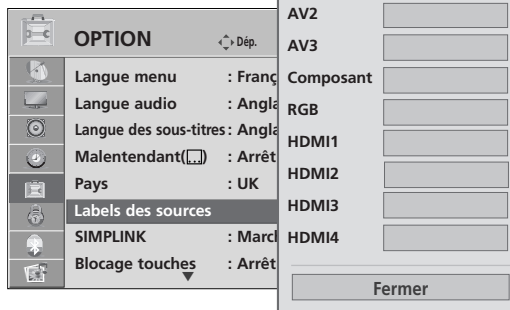 OPTION
Dép.
Langue menu : Franç
Langue audio : Angla
Langue des sous-titres : Angla
Malentendant( ) : Arrêt
Pays : UK
Labels des sources
SIMPLINK : March
Blocage touches : Arrêt
AV2
AV3
Composant
RGB
HDMI1
HDMI2
HDMI3
HDMI4
Fermer